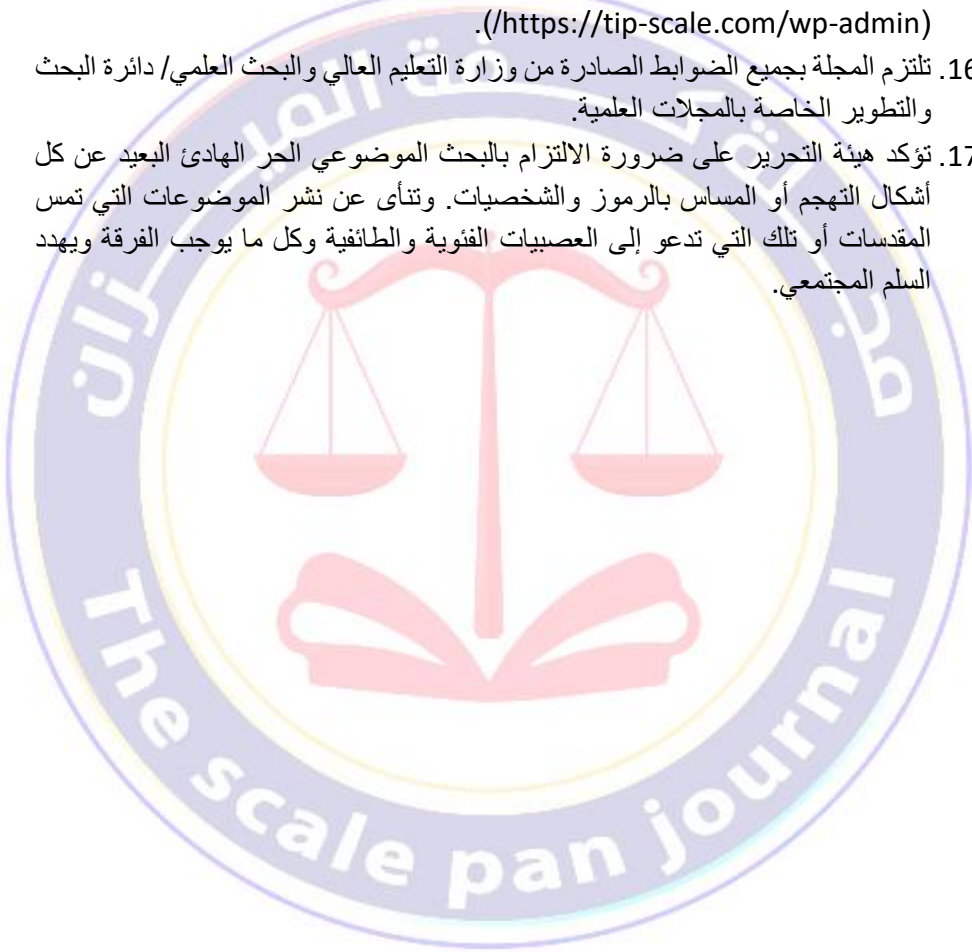 (https://tip-scale.com/wp-admin/).
16. تلتزم المجلة بجميع الضوابط الصادرة من وزارة التعليم العالي والبحث العلمي/ دائرة البحث
والتطوير الخاصة بالمجلات العلمية.
17. تؤكد هيئة التحرير على ضرورة الالتزام بالبحث الموضوعي الحر الهادئ البعيد عن كل
أشكال التهجم أو المساس بالرموز والشخصيات. وتنأى عن نشر الموضوعات التي تمس
المقدسات أو تلك التي تدعو إلى العصبيات الفئوية والطائفية وكل ما يوجب الفرقة ويهدد
السلم المجتمعي.
مجلة كفة الميزان
The scale pan journal